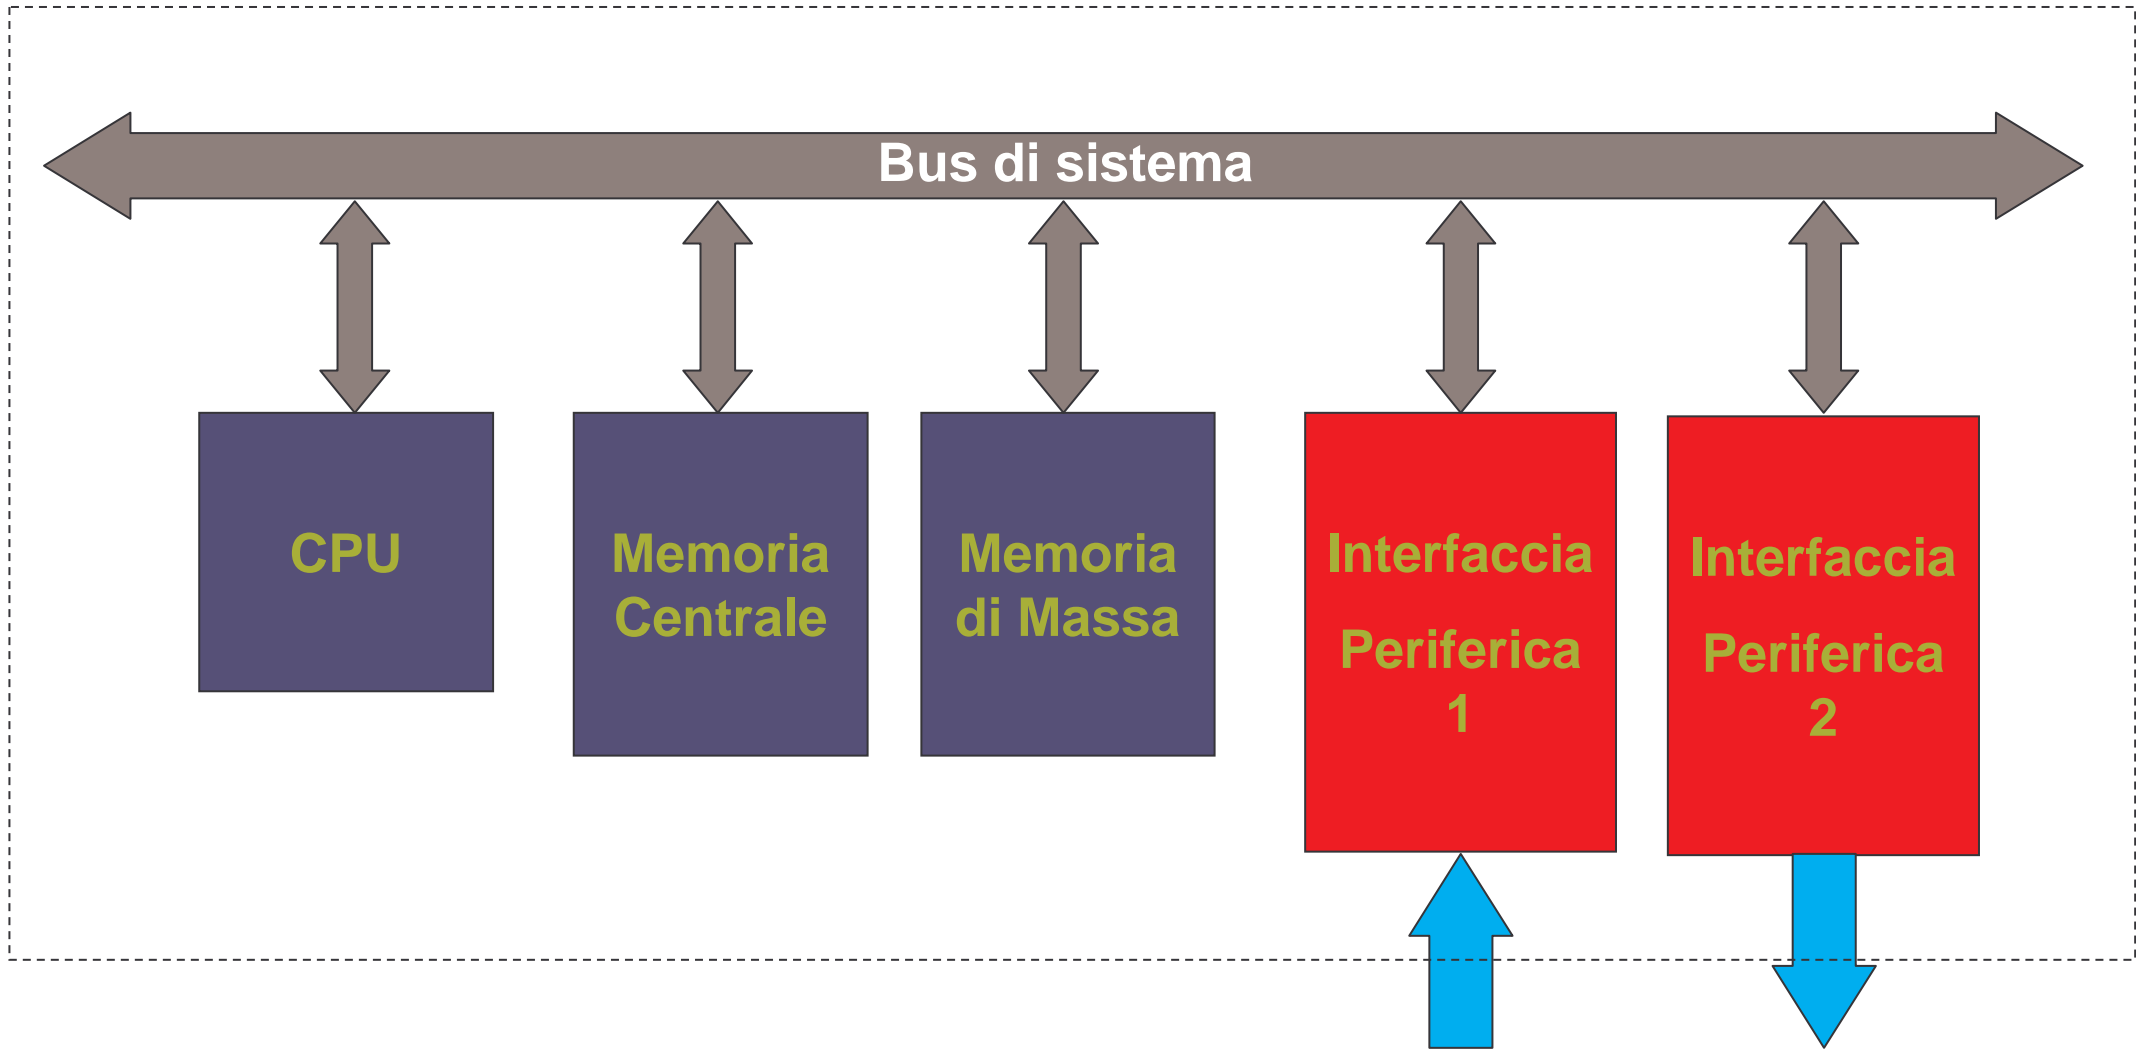 Bus di sistema
CPU
Memoria
Centrale
Memoria
di Massa
Interfaccia
Periferica
1
Interfaccia
Periferica
2